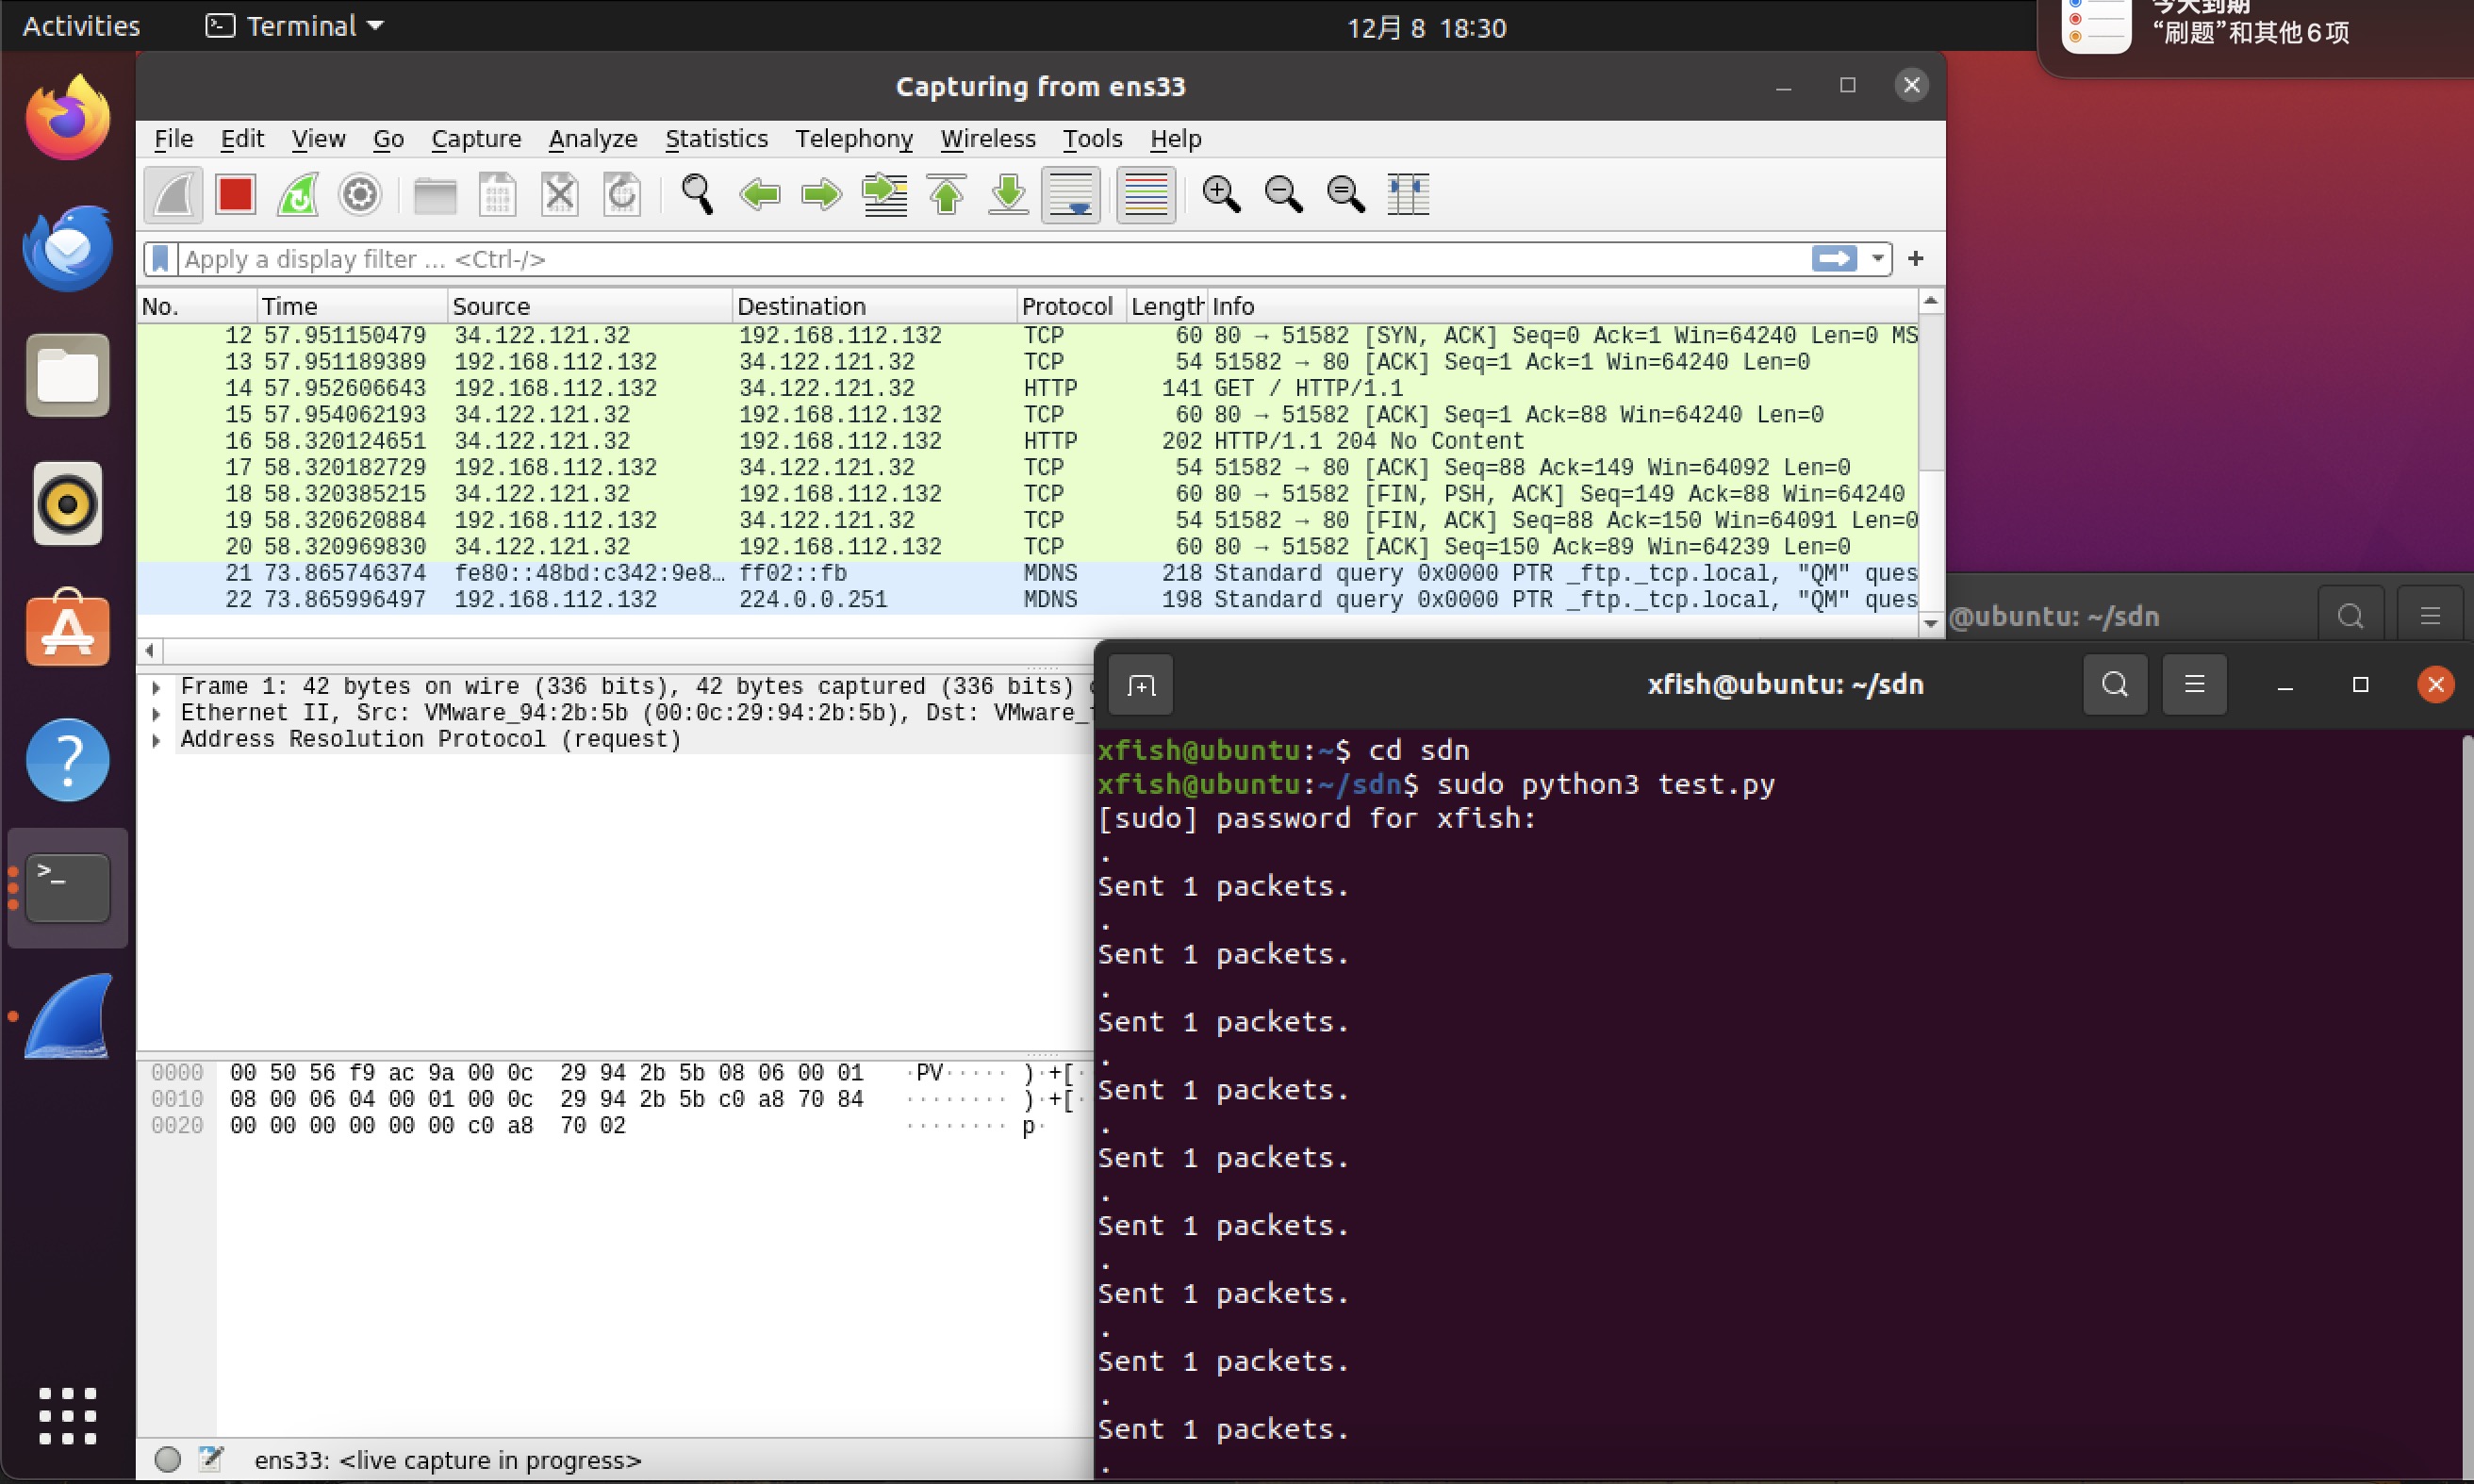 Activities
Terminal
12月 8 18:30
今天到期
“刷题”和其他6项
Capturing from ens33
File Edit View Go Capture Analyze Statistics Telephony Wireless Tools Help
Apply a display filter ... <Ctrl-/>
No. Time Source Destination Protocol Length Info
12 57.951150479 34.122.121.32 192.168.112.132 TCP 60 80 → 51582 [SYN, ACK] Seq=0 Ack=1 Win=64240 Len=0 MS
13 57.951189389 192.168.112.132 34.122.121.32 TCP 54 51582 → 80 [ACK] Seq=1 Ack=1 Win=64240 Len=0
14 57.952606643 192.168.112.132 34.122.121.32 HTTP 141 GET / HTTP/1.1
15 57.954062193 34.122.121.32 192.168.112.132 TCP 60 80 → 51582 [ACK] Seq=1 Ack=88 Win=64240 Len=0
16 58.320124651 34.122.121.32 192.168.112.132 HTTP 202 HTTP/1.1 204 No Content
17 58.320182729 192.168.112.132 34.122.121.32 TCP 54 51582 → 80 [ACK] Seq=88 Ack=149 Win=64092 Len=0
18 58.320385215 34.122.121.32 192.168.112.132 TCP 60 80 → 51582 [FIN, PSH, ACK] Seq=149 Ack=88 Win=64240
19 58.320620884 192.168.112.132 34.122.121.32 TCP 54 51582 → 80 [FIN, ACK] Seq=88 Ack=150 Win=64091 Len=0
20 58.320969830 34.122.121.32 192.168.112.132 TCP 60 80 → 51582 [ACK] Seq=150 Ack=89 Win=64239 Len=0
21 73.865746374 fe80::48bd:c342:9e8… ff02::fb MDNS 218 Standard query 0x0000 PTR _ftp._tcp.local, "QM" ques
22 73.865996497 192.168.112.132 224.0.0.251 MDNS 198 Standard query 0x0000 PTR _ftp._tcp.local, "QM" ques
@ubuntu: ~/sdn
Frame 1: 42 bytes on wire (336 bits), 42 bytes captured (336 bits)
Ethernet II, Src: VMware_94:2b:5b (00:0c:29:94:2b:5b), Dst: VMware_
Address Resolution Protocol (request)
0000 00 50 56 f9 ac 9a 00 0c 29 94 2b 5b 08 06 00 01 ·PV····· )·+[·
0010 08 00 06 04 00 01 00 0c 29 94 2b 5b c0 a8 70 84 ········ )·+[·
0020 00 00 00 00 00 00 c0 a8 70 02 ········ p·
ens33: <live capture in progress>
xfish@ubuntu: ~/sdn
xfish@ubuntu:~$ cd sdn
xfish@ubuntu:~/sdn$ sudo python3 test.py
[sudo] password for xfish:
.
Sent 1 packets.
.
Sent 1 packets.
.
Sent 1 packets.
.
Sent 1 packets.
.
Sent 1 packets.
.
Sent 1 packets.
.
Sent 1 packets.
.
Sent 1 packets.
.
Sent 1 packets.
.